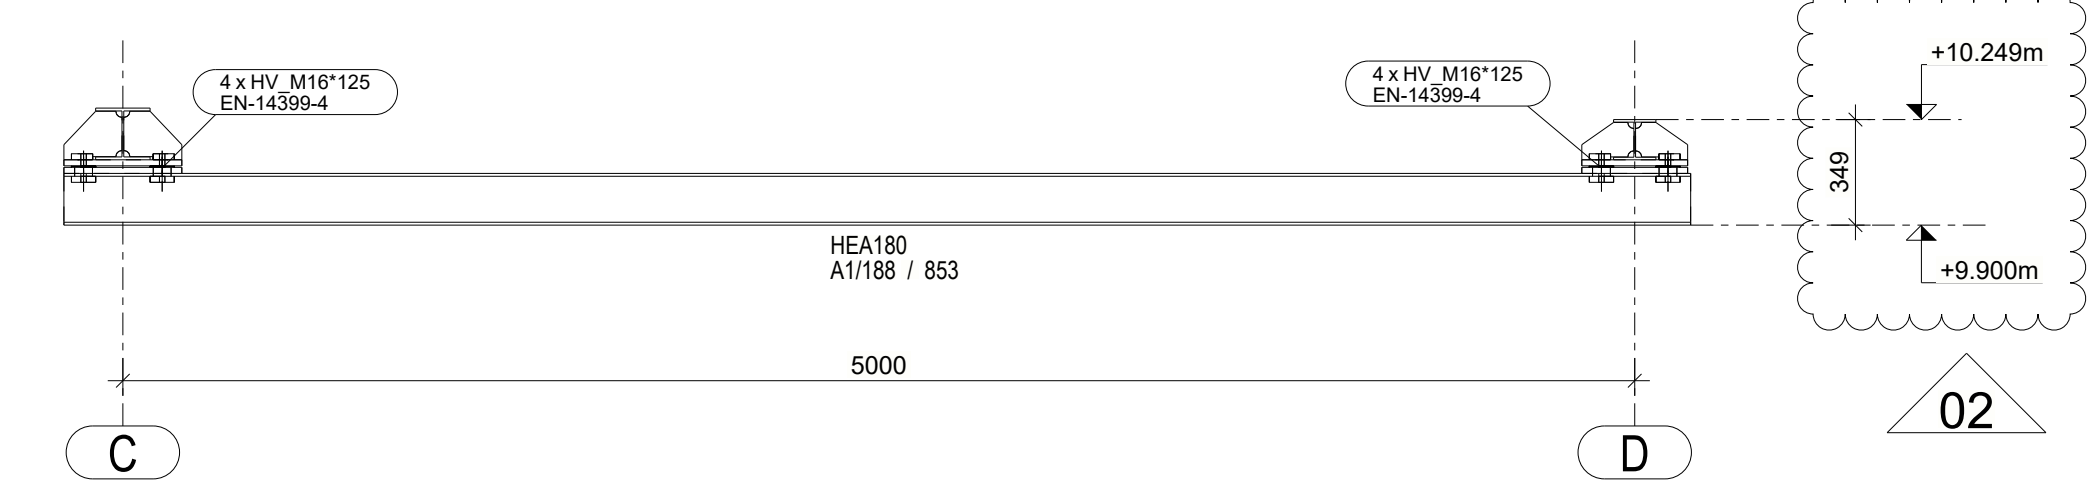 4 x HV_M16*125
EN-14399-4
4 x HV_M16*125
EN-14399-4
+10.249m
349
+9.900m
HEA180
A1/188 / 853
5000
02
C
D